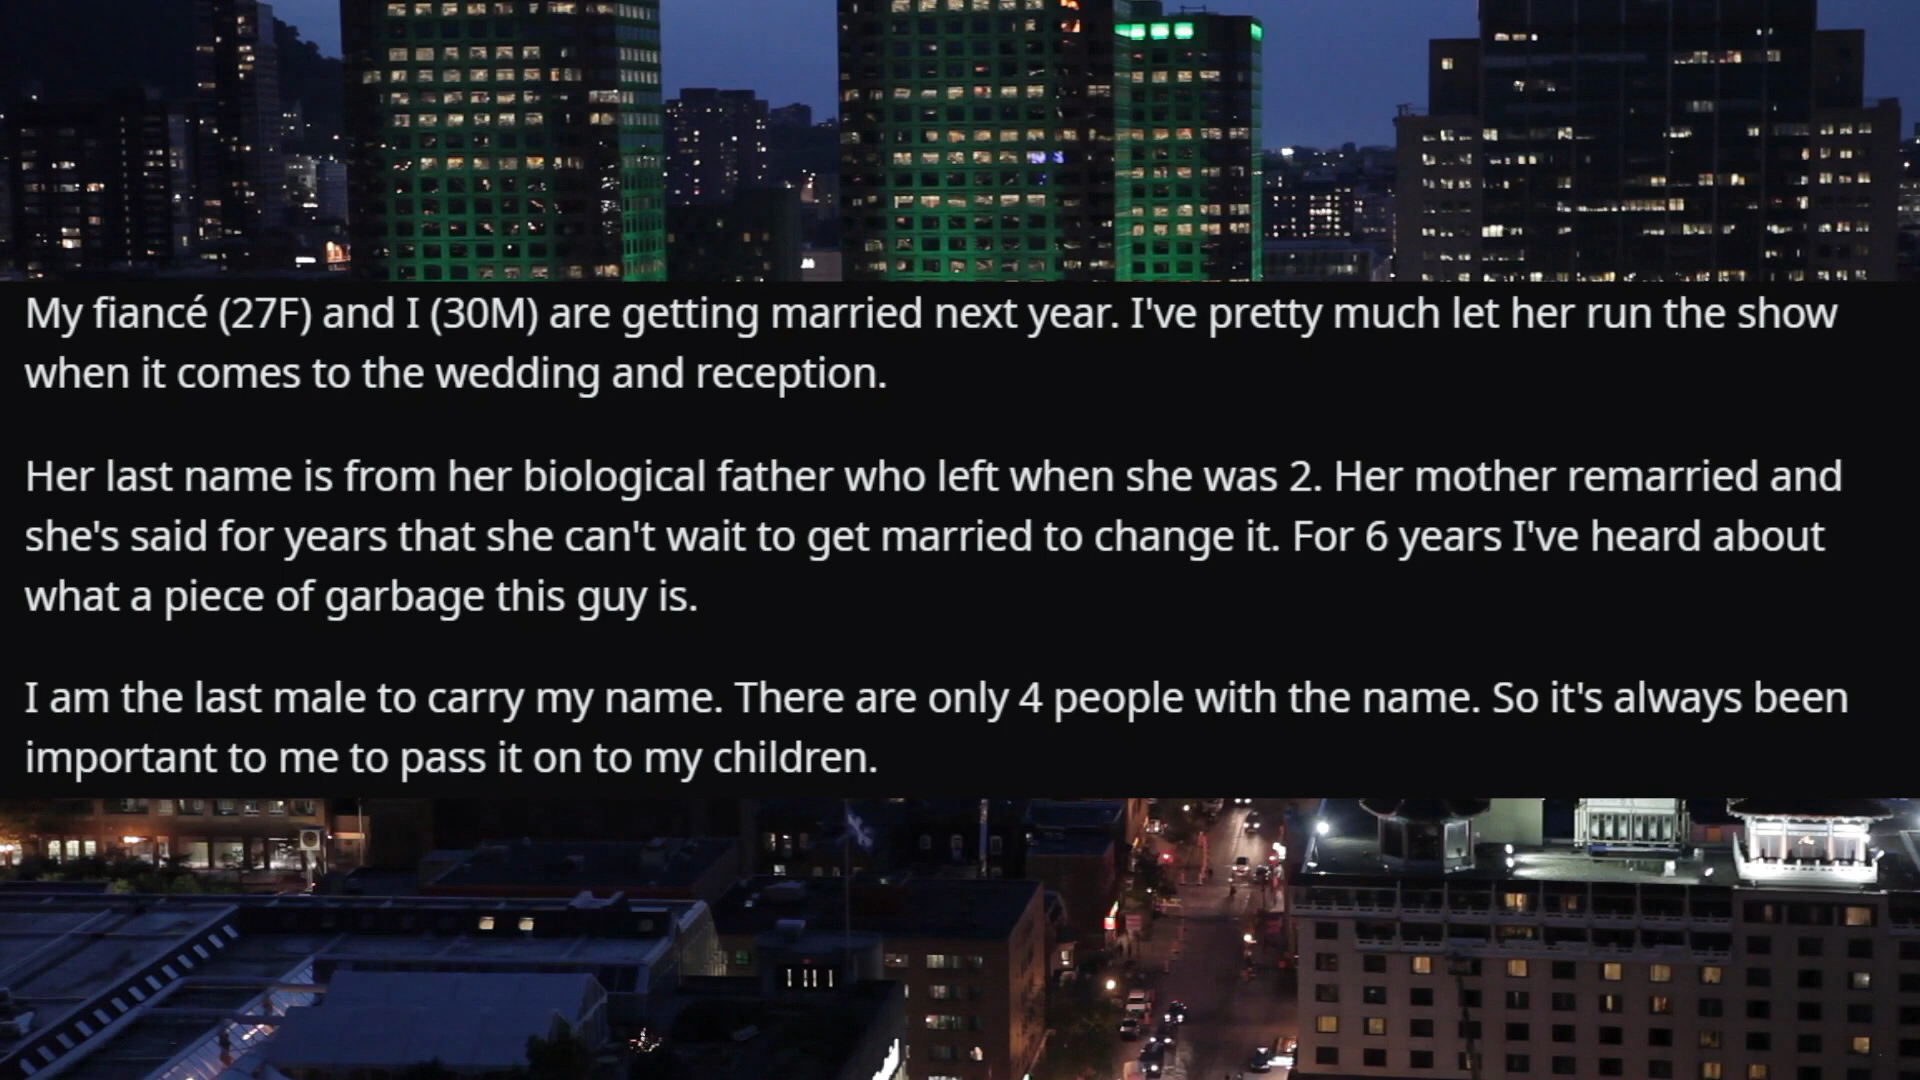 My fiancé (27F) and I (30M) are getting married next year. I've pretty much let her run the show
when it comes to the wedding and reception.
Her last name is from her biological father who left when she was 2. Her mother remarried and
she's said for years that she can't wait to get married to change it. For 6 years I've heard about
what a piece of garbage this guy is.
I am the last male to carry my name. There are only 4 people with the name. So it's always been
important to me to pass it on to my children.